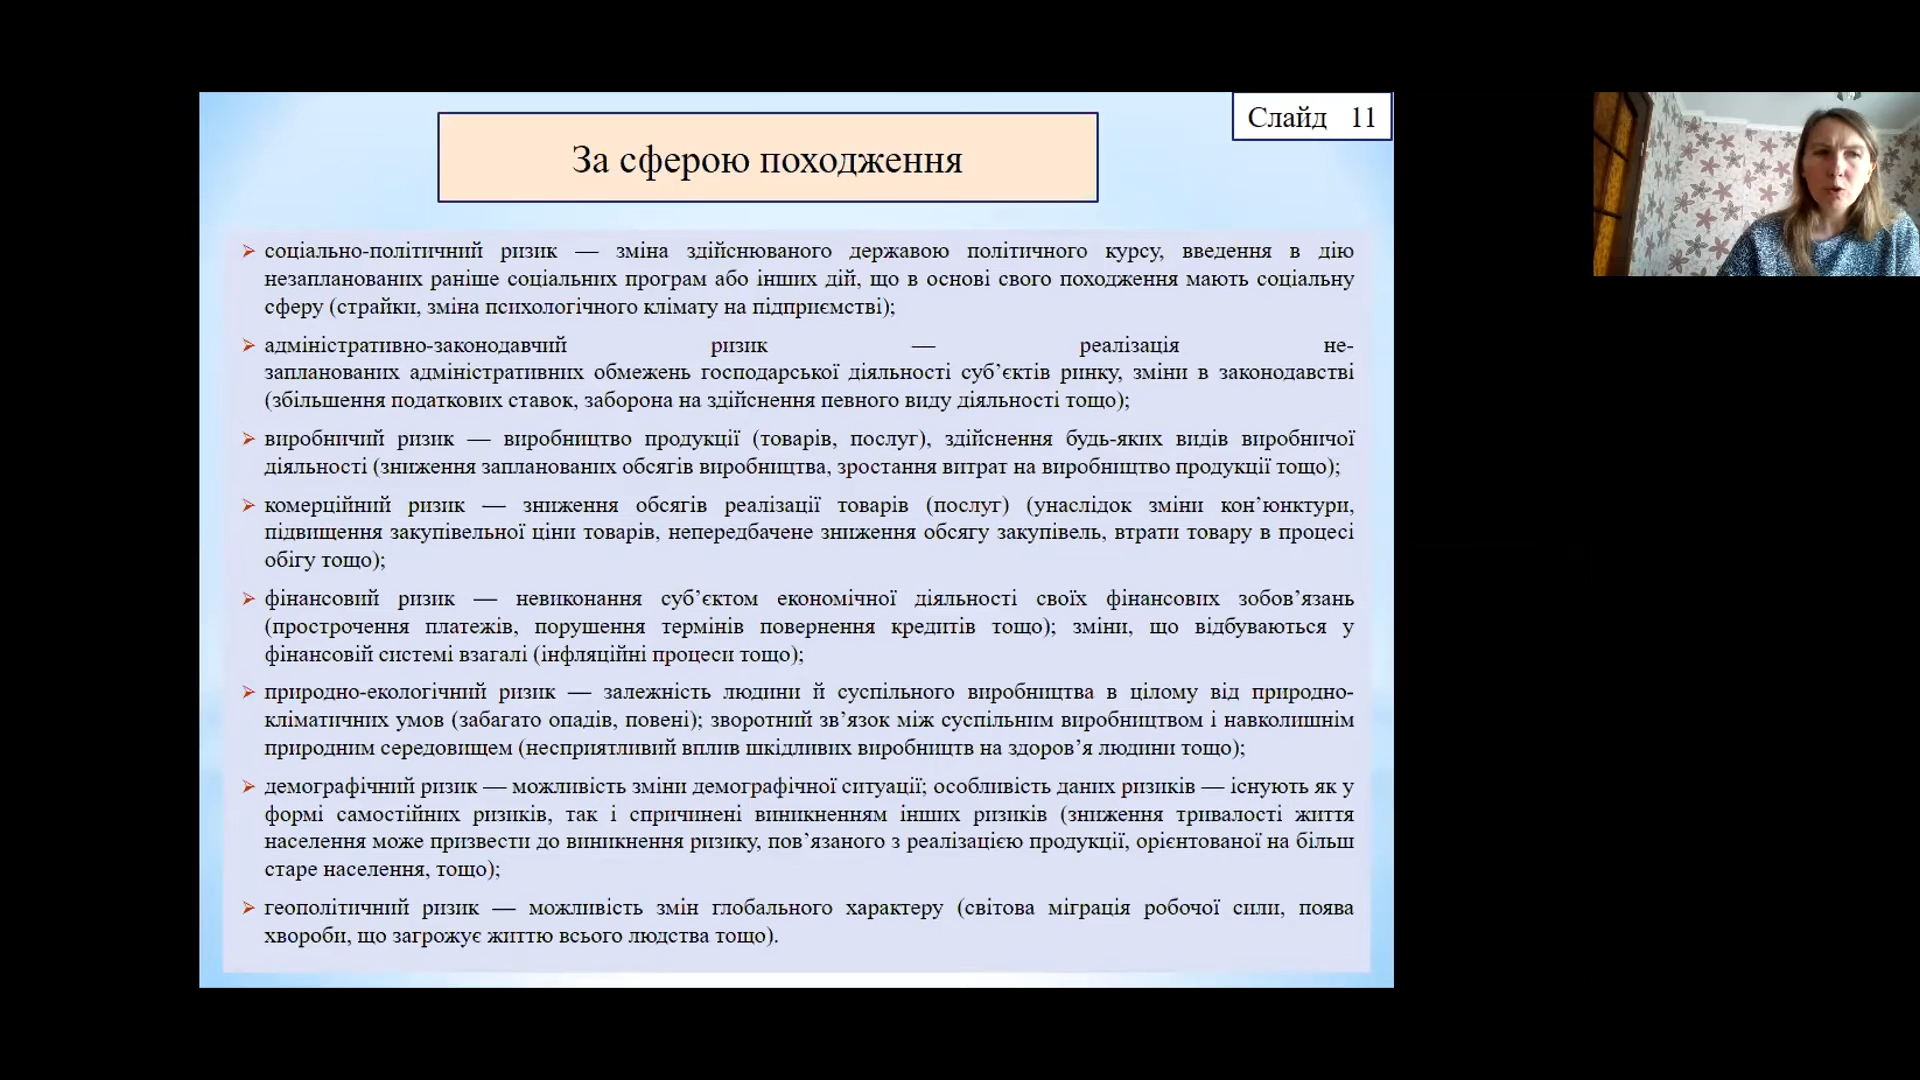 Слайд 11
За сферою походження
➢ соціально-політичний ризик — зміна здійснюваного державою політичного курсу, введення в дію
незапланованих раніше соціальних програм або інших дій, що в основі свого походження мають соціальну
сферу (страйки, зміна психологічного клімату на підприємстві);
➢ адміністративно-законодавчий ризик — реалізація не-
запланованих адміністративних обмежень господарської діяльності суб’єктів ринку, зміни в законодавстві
(збільшення податкових ставок, заборона на здійснення певного виду діяльності тощо);
➢ виробничий ризик — виробництво продукції (товарів, послуг), здійснення будь-яких видів виробничої
діяльності (зниження запланованих обсягів виробництва, зростання витрат на виробництво продукції тощо);
➢ комерційний ризик — зниження обсягів реалізації товарів (послуг) (унаслідок зміни кон’юнктури,
підвищення закупівельної ціни товарів, непередбачене зниження обсягу закупівель, втрати товару в процесі
обігу тощо);
➢ фінансовий ризик — невиконання суб’єктом економічної діяльності своїх фінансових зобов’язань
(прострочення платежів, порушення термінів повернення кредитів тощо); зміни, що відбуваються у
фінансовій системі взагалі (інфляційні процеси тощо);
➢ природно-екологічний ризик — залежність людини й суспільного виробництва в цілому від природно-
кліматичних умов (забагато опадів, повені); зворотний зв’язок між суспільним виробництвом і навколишнім
природним середовищем (несприятливий вплив шкідливих виробництв на здоров’я людини тощо);
➢ демографічний ризик — можливість зміни демографічної ситуації; особливість даних ризиків — існують як у
формі самостійних ризиків, так і спричинені виникненням інших ризиків (зниження тривалості життя
населення може призвести до виникнення ризику, пов’язаного з реалізацією продукції, орієнтованої на більш
старе населення, тощо);
➢ геополітичний ризик — можливість змін глобального характеру (світова міграція робочої сили, поява
хвороби, що загрожує життю всього людства тощо).